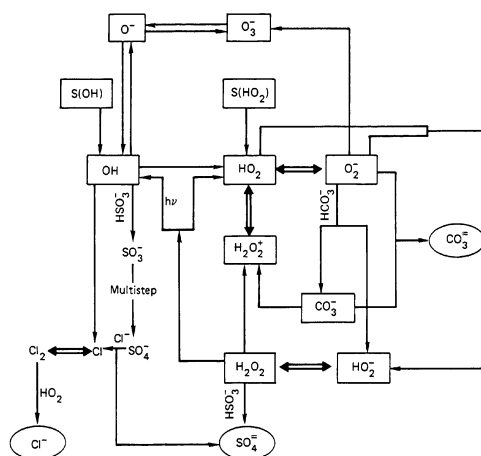 O⁻ O₃⁻
S(OH) S(HO₂)
OH HO₂ O₂⁻
HSO₃⁻ hν HCO₃⁻
SO₃⁻ H₂O₂⁺ CO₃⁼
Multistep
CO₃⁻
Cl₂ Cl Cl⁻ SO₄⁻ H₂O₂ HO₂⁻
HO₂ HSO₃⁻
Cl⁻ SO₄⁼